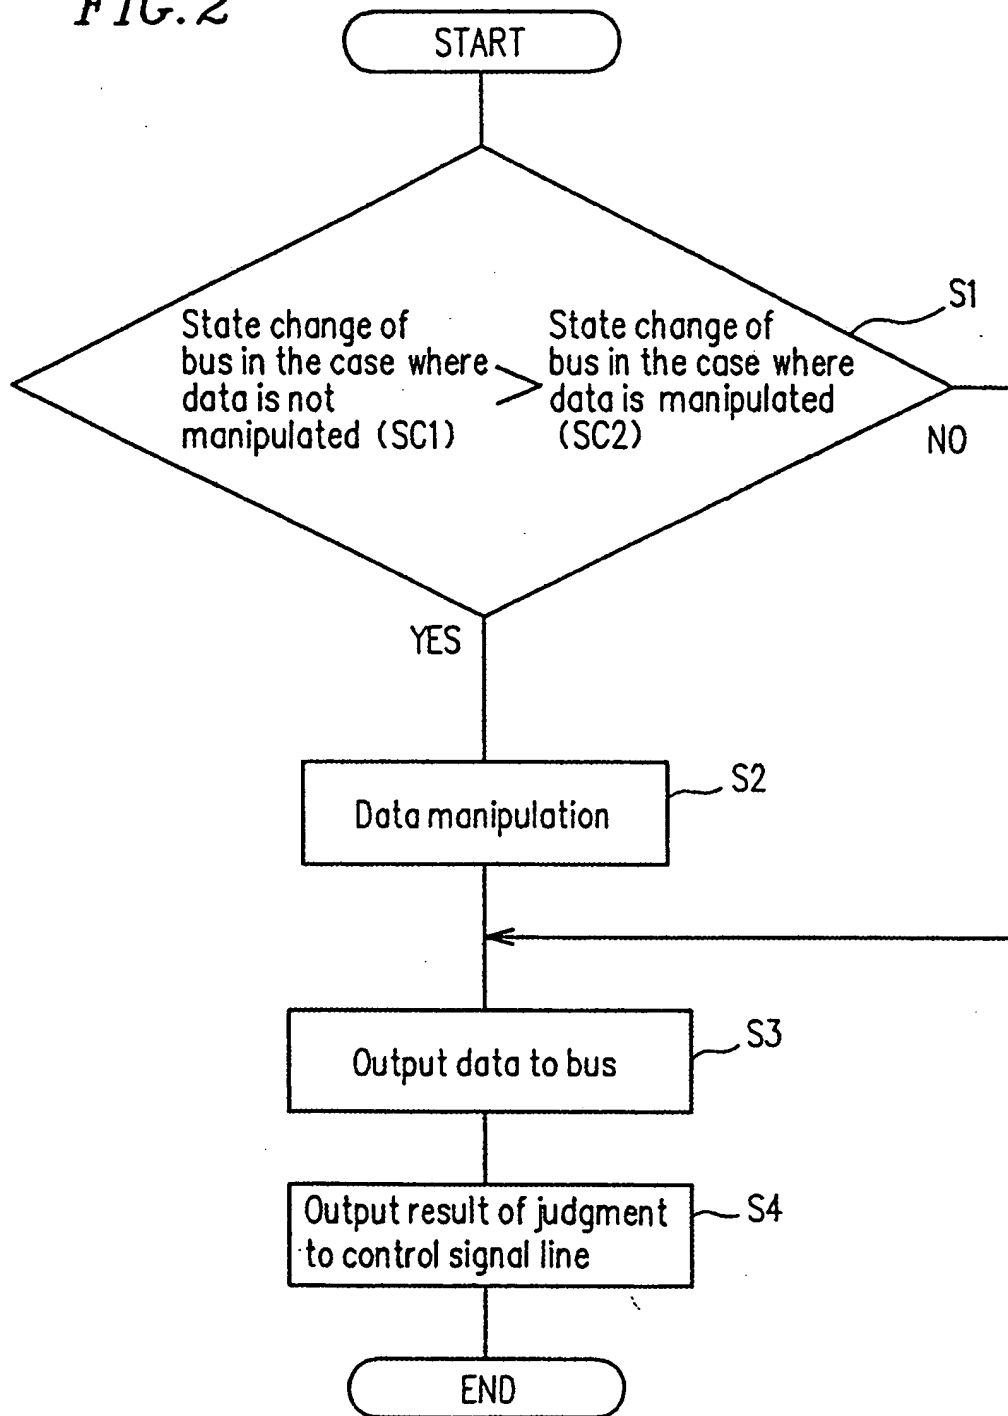 FIG. 2
START
State change of
bus in the case where
data is not
manipulated (SC1)
>
State change of
bus in the case where
data is manipulated
(SC2)
S1
NO
YES
Data manipulation
S2
Output data to bus
S3
Output result of judgment
to control signal line
S4
END